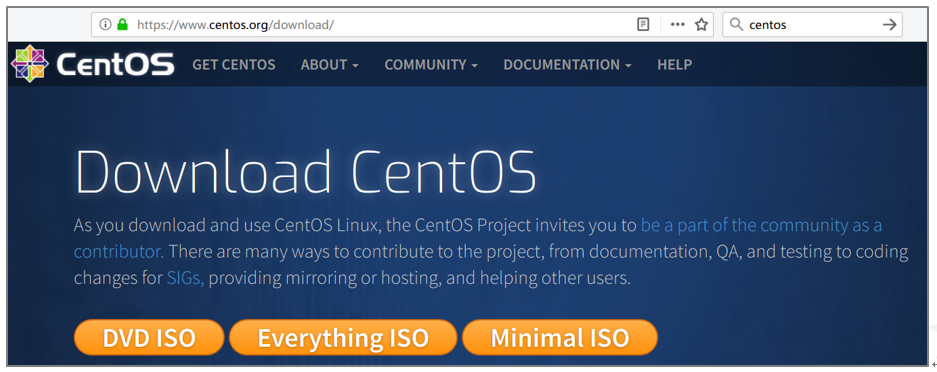 https://www.centos.org/download/
centos
CentOS GET CENTOS ABOUT COMMUNITY DOCUMENTATION HELP
Download CentOS
As you download and use CentOS Linux, the CentOS Project invites you to be a part of the community as a
contributor. There are many ways to contribute to the project, from documentation, QA, and testing to coding
changes for SIGs, providing mirroring or hosting, and helping other users.
DVD ISO Everything ISO Minimal ISO